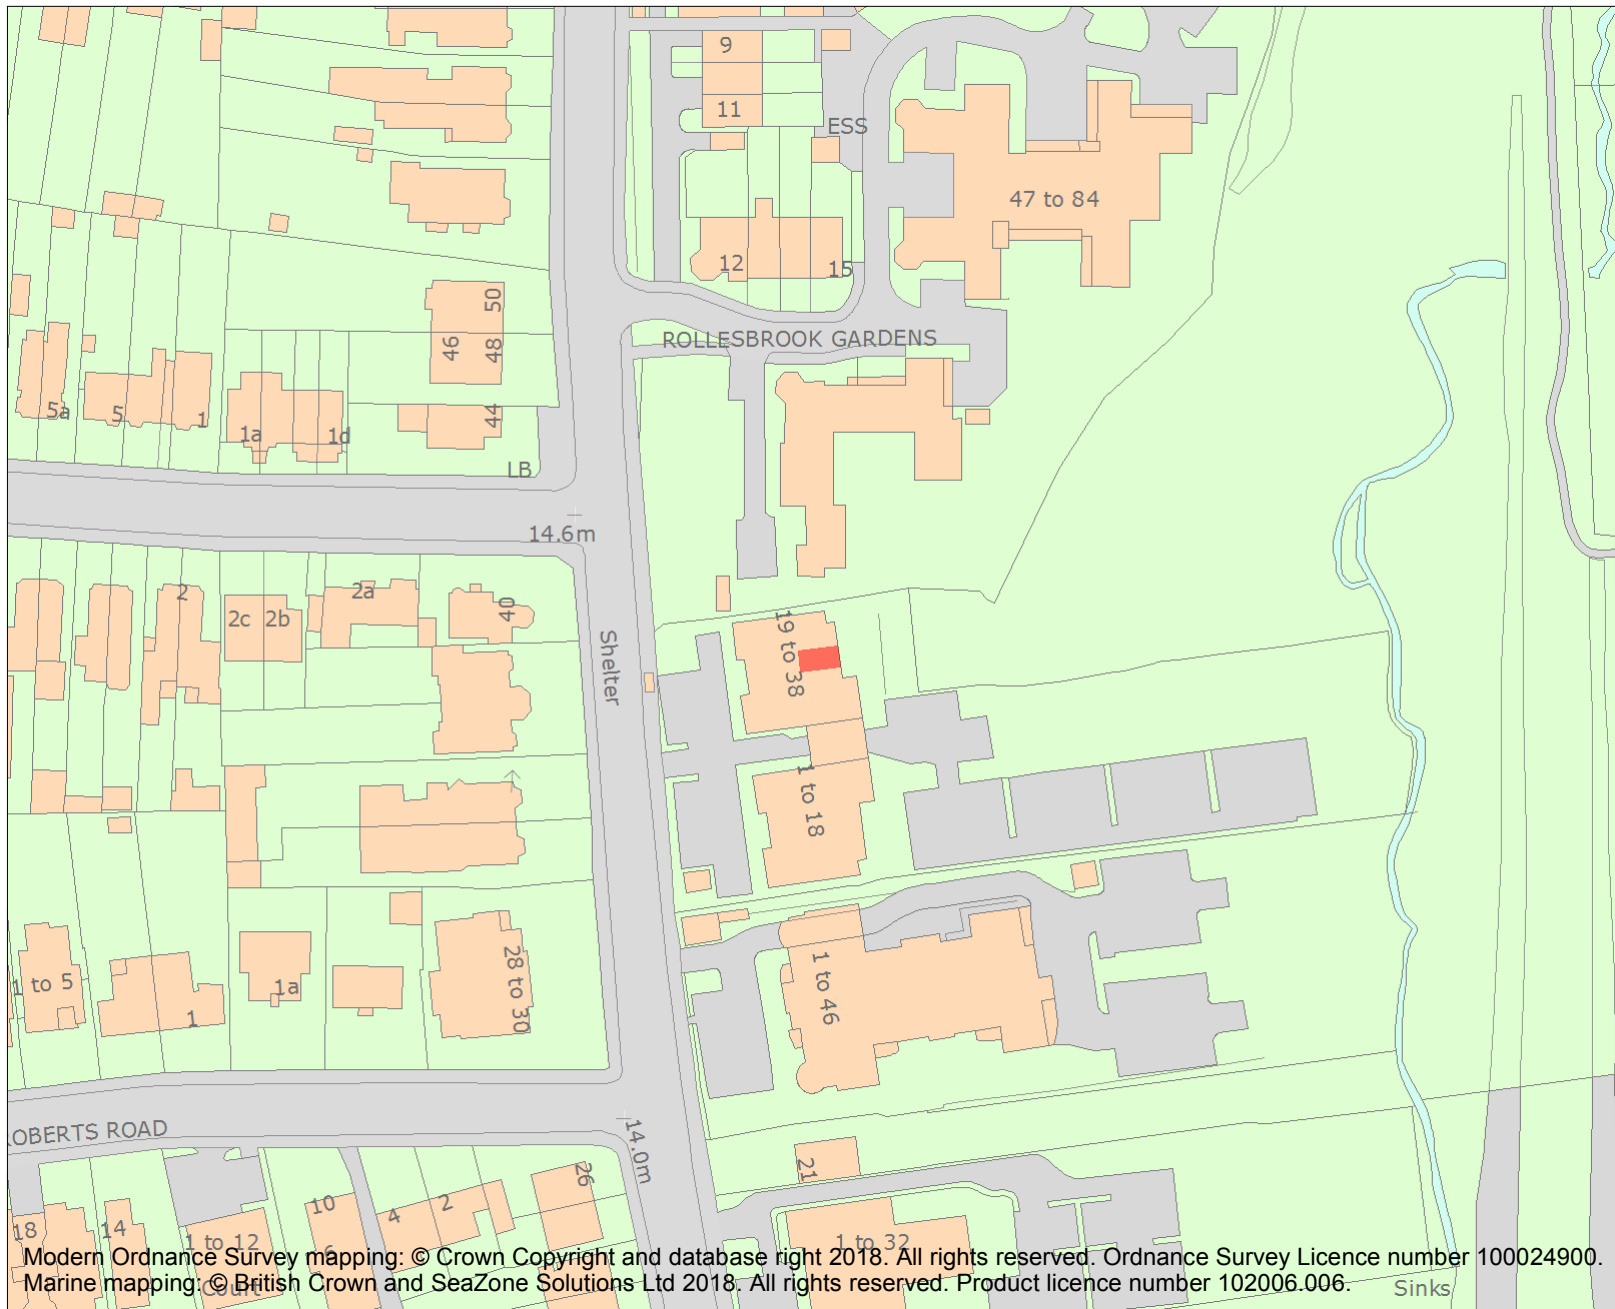 9
11
ESS
47 to 84
12
15
50
46
48
ROLLESBROOK GARDENS
5a
5
1
1a
1d
44
LB
14.6m
2
2c
2b
2a
40
Shelter
19 to 38
1 to 18
1 to 5
1
1a
28 to 30
1 to 46
ROBERTS ROAD
14.0m
21
26
18
14
1 to 12
10
6
4
2
1 to 32
Modern Ordnance Survey mapping: © Crown Copyright and database right 2018. All rights reserved. Ordnance Survey Licence number 100024900.
Marine mapping: © British Crown and SeaZone Solutions Ltd 2018. All rights reserved. Product licence number 102006.006.
Court
Sinks